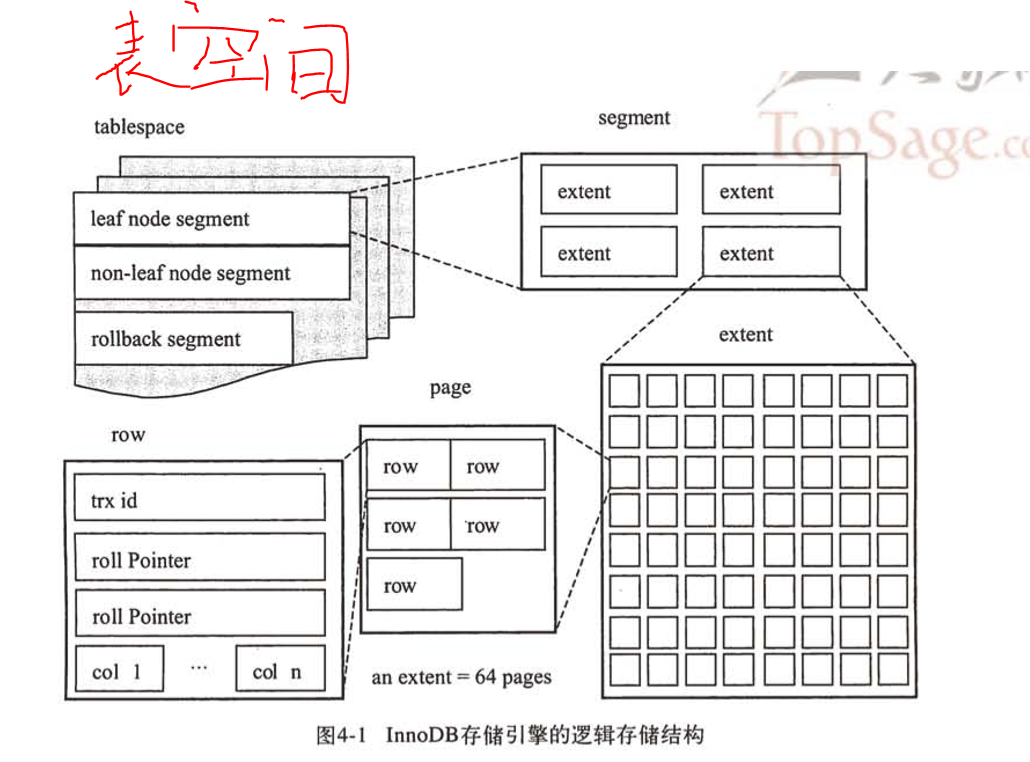 表空间
tablespace
segment
TopSage.co
leaf node segment
non-leaf node segment
rollback segment
extent
extent
extent
extent
extent
page
row
trx id
roll Pointer
roll Pointer
col 1 ... col n
row row
row row
row
an extent = 64 pages
图4-1 InnoDB存储引擎的逻辑存储结构